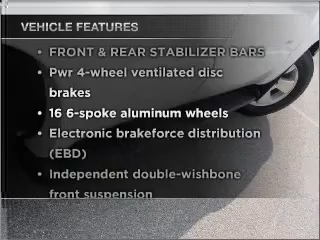 VEHICLE FEATURES
• FRONT & REAR STABILIZER BARS
• Pwr 4-wheel ventilated disc
brakes
• 16 6-spoke aluminum wheels
• Electronic brakeforce distribution
(EBD)
• Independent double-wishbone
front suspension